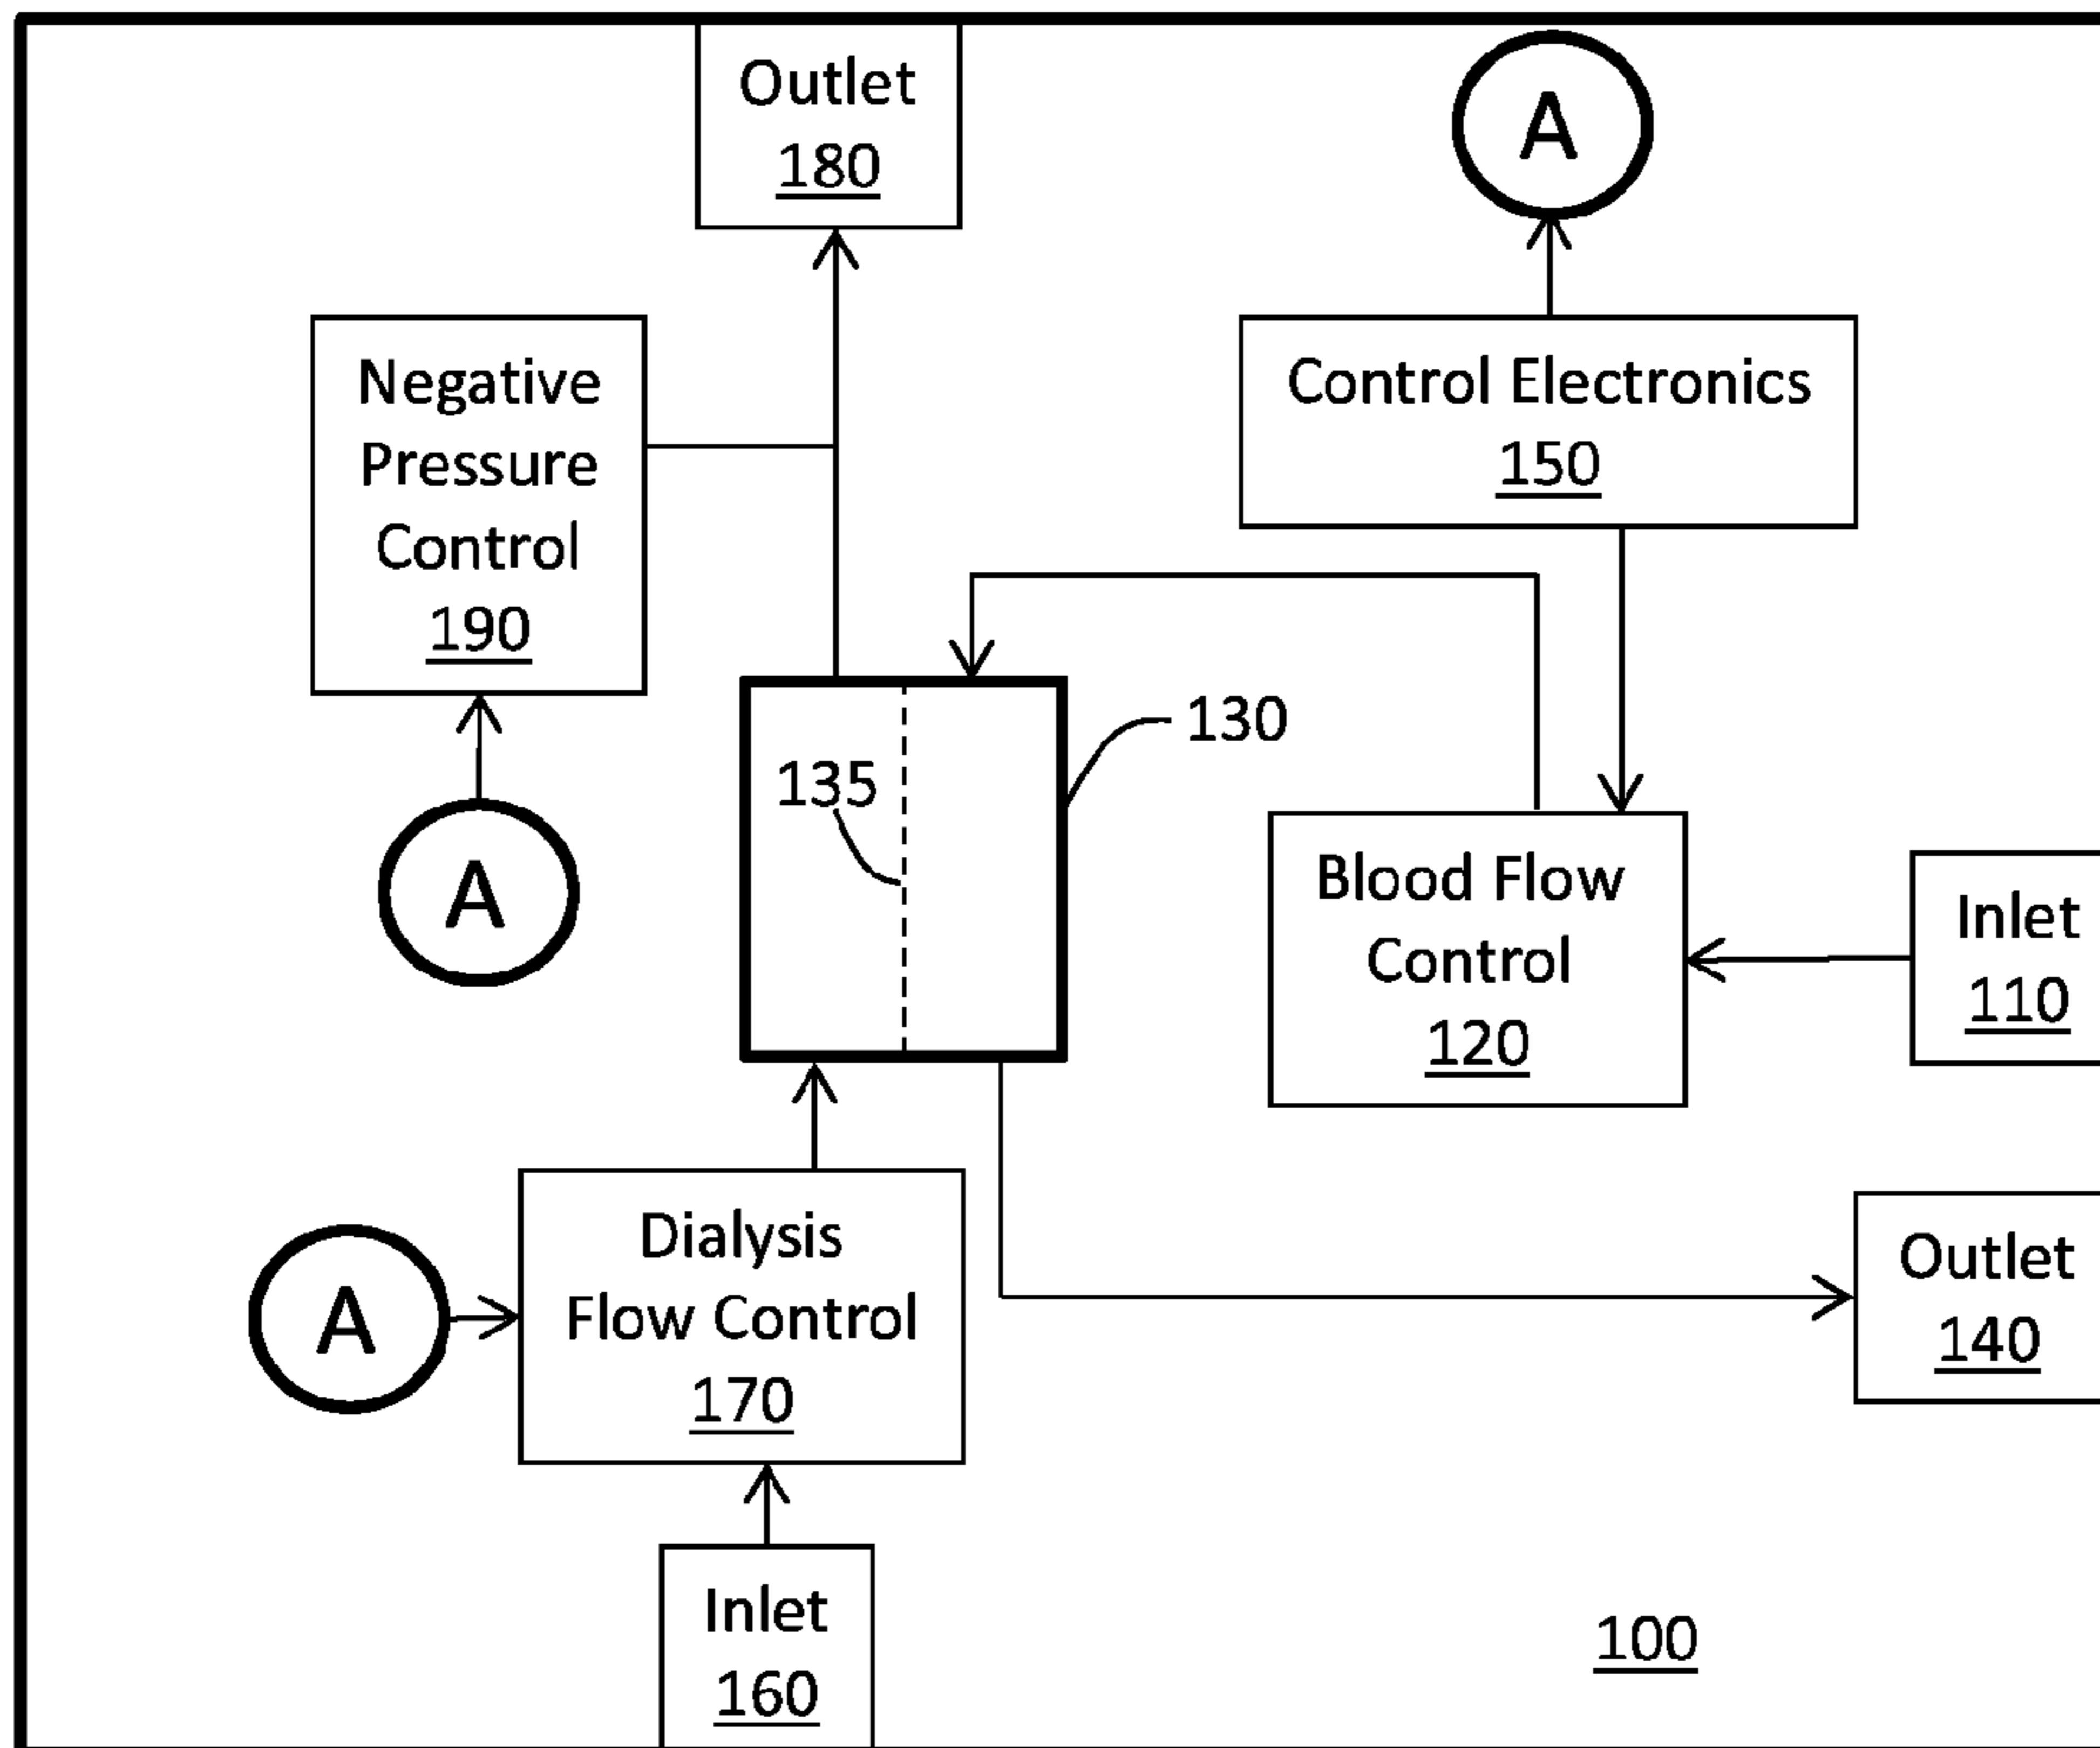 Outlet
180
A
Negative
Pressure
Control
190
Control Electronics
150
130
135
A
Blood Flow
Control
120
Inlet
110
A
Dialysis
Flow Control
170
Outlet
140
Inlet
160
100